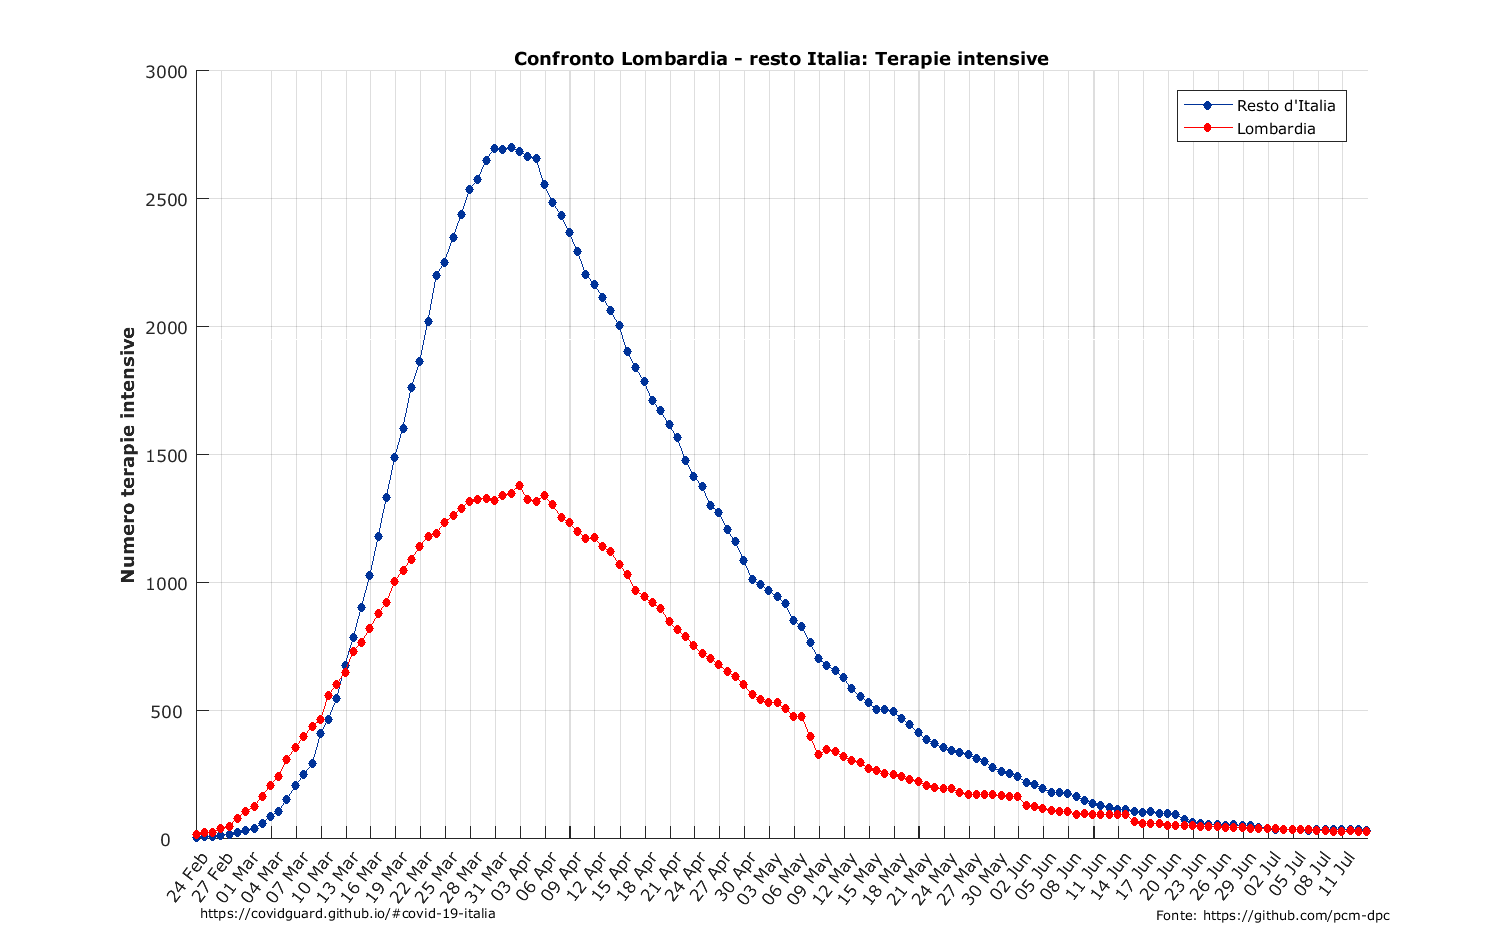 Confronto Lombardia - resto Italia: Terapie intensive
3000
2500
2000
1500
1000
500
0
Numero terapie intensive
Resto d'Italia
Lombardia
24 Feb
27 Feb
01 Mar
04 Mar
07 Mar
10 Mar
13 Mar
16 Mar
19 Mar
22 Mar
25 Mar
28 Mar
31 Mar
03 Apr
06 Apr
09 Apr
12 Apr
15 Apr
18 Apr
21 Apr
24 Apr
27 Apr
30 Apr
03 May
06 May
09 May
12 May
15 May
18 May
21 May
24 May
27 May
30 May
02 Jun
05 Jun
08 Jun
11 Jun
14 Jun
17 Jun
20 Jun
23 Jun
26 Jun
29 Jun
02 Jul
05 Jul
08 Jul
11 Jul
https://covidguard.github.io/#covid-19-italia
Fonte: https://github.com/pcm-dpc